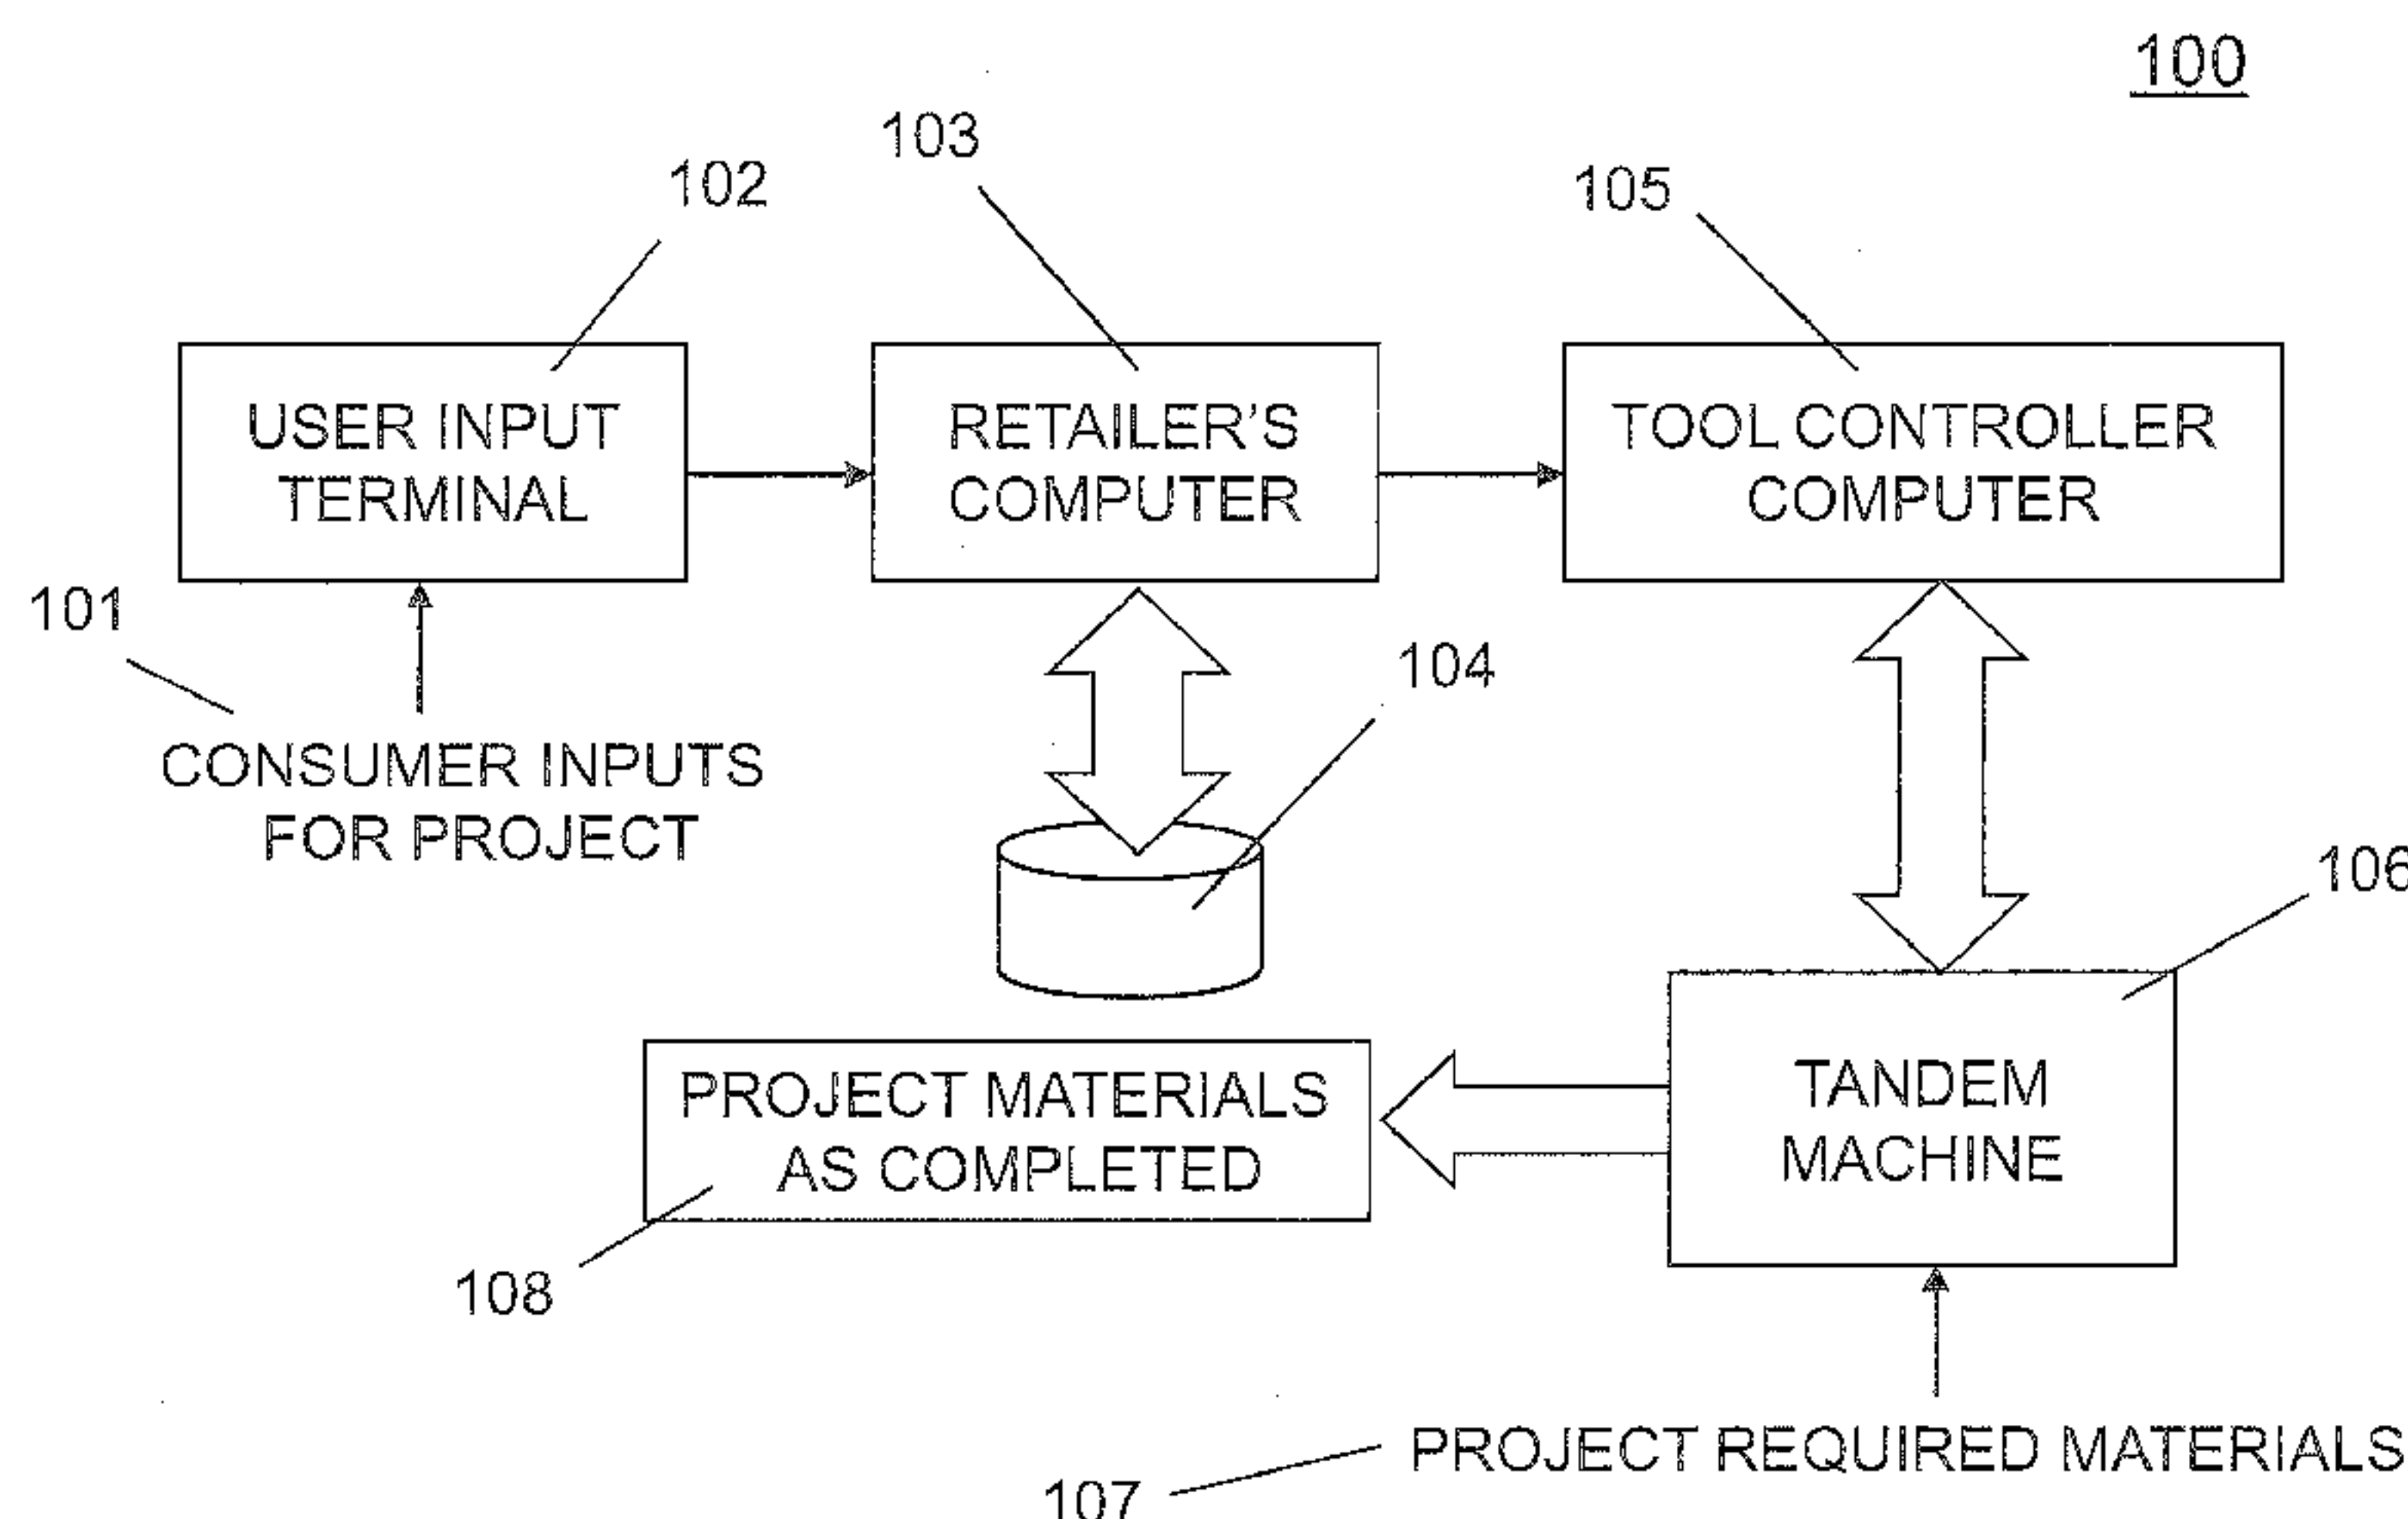 100
103
102
105
USER INPUT
TERMINAL
RETAILER'S
COMPUTER
TOOL CONTROLLER
COMPUTER
101
104
CONSUMER INPUTS
FOR PROJECT
106
PROJECT MATERIALS
AS COMPLETED
TANDEM
MACHINE
108
PROJECT REQUIRED MATERIALS
107